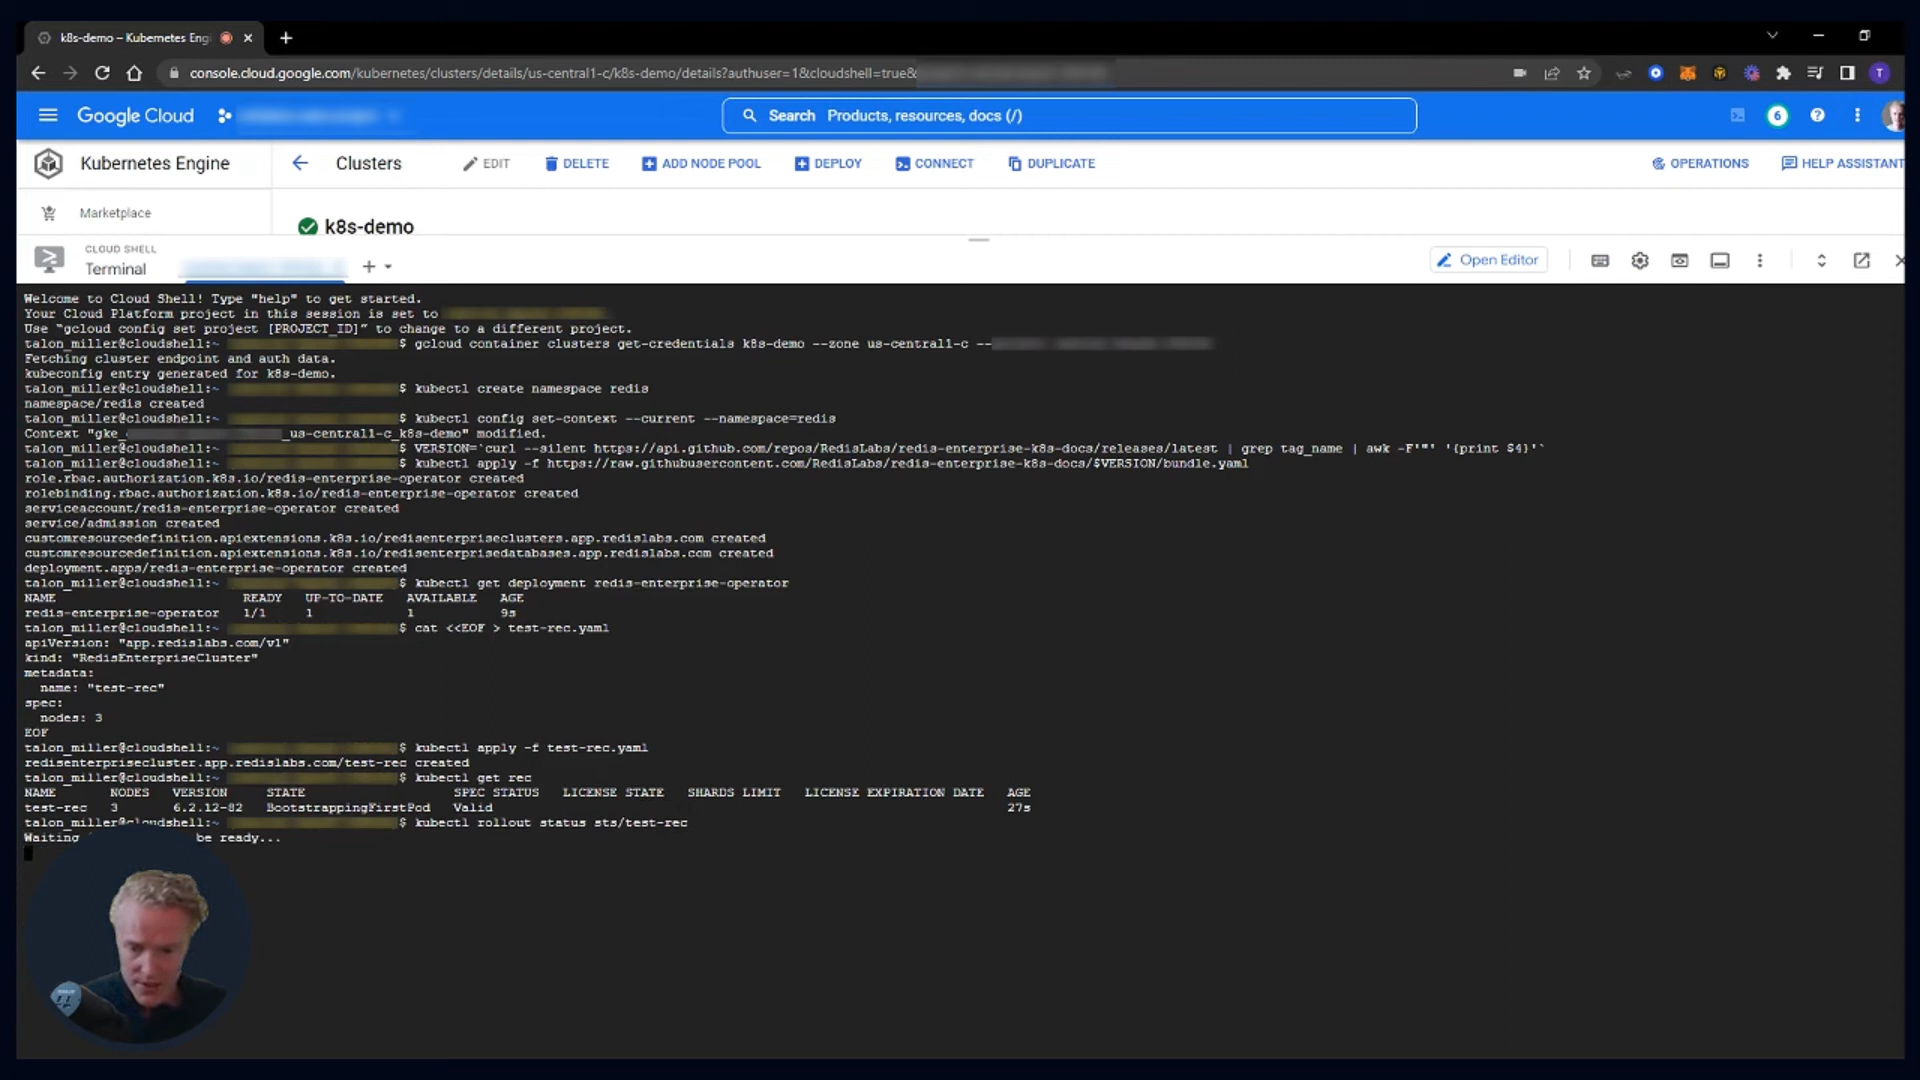 k8s-demo – Kubernetes Engi
console.cloud.google.com/kubernetes/clusters/details/us-central1-c/k8s-demo/details?authuser=1&cloudshell=true&
T
Google Cloud
Search Products, resources, docs (/)
6
Kubernetes Engine
Clusters
EDIT
DELETE
ADD NODE POOL
DEPLOY
CONNECT
DUPLICATE
OPERATIONS
HELP ASSISTANT
Marketplace
k8s-demo
CLOUD SHELL
Terminal
Open Editor
Welcome to Cloud Shell! Type "help" to get started.
Your Cloud Platform project in this session is set to
Use “gcloud config set project [PROJECT_ID]” to change to a different project.
talon_miller@cloudshell:~ $ gcloud container clusters get-credentials k8s-demo --zone us-central1-c --
Fetching cluster endpoint and auth data.
kubeconfig entry generated for k8s-demo.
talon_miller@cloudshell:~ $ kubectl create namespace redis
namespace/redis created
talon_miller@cloudshell:~ $ kubectl config set-context --current --namespace=redis
Context "gke_ _us-central1-c_k8s-demo" modified.
talon_miller@cloudshell:~ $ VERSION=`curl --silent https://api.github.com/repos/RedisLabs/redis-enterprise-k8s-docs/releases/latest | grep tag_name | awk -F'"' '{print $4}'`
talon_miller@cloudshell:~ $ kubectl apply -f https://raw.githubusercontent.com/RedisLabs/redis-enterprise-k8s-docs/$VERSION/bundle.yaml
role.rbac.authorization.k8s.io/redis-enterprise-operator created
rolebinding.rbac.authorization.k8s.io/redis-enterprise-operator created
serviceaccount/redis-enterprise-operator created
service/admission created
customresourcedefinition.apiextensions.k8s.io/redisenterpriseclusters.app.redislabs.com created
customresourcedefinition.apiextensions.k8s.io/redisenterprisedatabases.app.redislabs.com created
deployment.apps/redis-enterprise-operator created
talon_miller@cloudshell:~ $ kubectl get deployment redis-enterprise-operator
NAME READY UP-TO-DATE AVAILABLE AGE
redis-enterprise-operator 1/1 1 1 9s
talon_miller@cloudshell:~ $ cat <<EOF > test-rec.yaml
apiVersion: "app.redislabs.com/v1"
kind: "RedisEnterpriseCluster"
metadata:
name: "test-rec"
spec:
nodes: 3
EOF
talon_miller@cloudshell:~ $ kubectl apply -f test-rec.yaml
redisenterprisecluster.app.redislabs.com/test-rec created
talon_miller@cloudshell:~ $ kubectl get rec
NAME NODES VERSION STATE SPEC STATUS LICENSE STATE SHARDS LIMIT LICENSE EXPIRATION DATE AGE
test-rec 3 6.2.12-82 BootstrappingFirstPod Valid 27s
talon_miller@cloudshell:~ $ kubectl rollout status sts/test-rec
Waiting be ready...